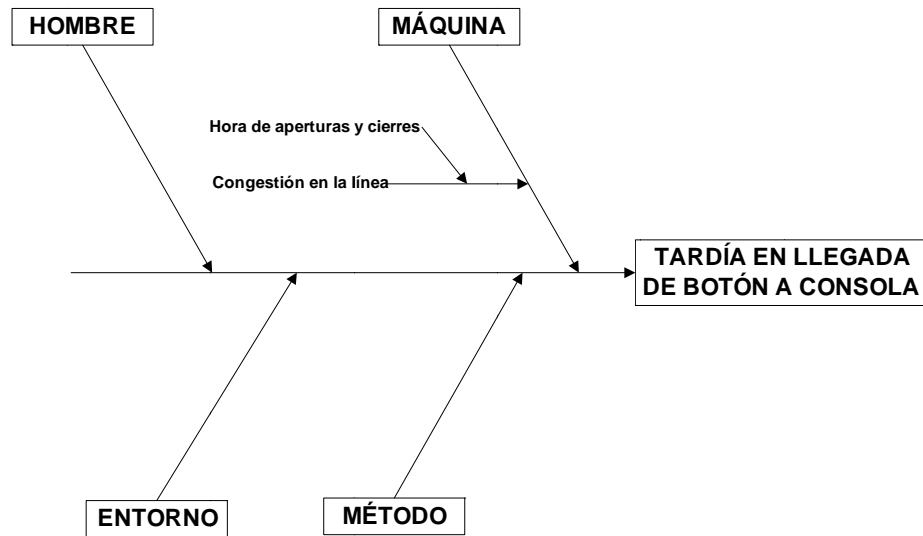 HOMBRE
MÁQUINA
Hora de aperturas y cierres
Congestión en la línea
TARDÍA EN LLEGADA
DE BOTÓN A CONSOLA
ENTORNO
MÉTODO